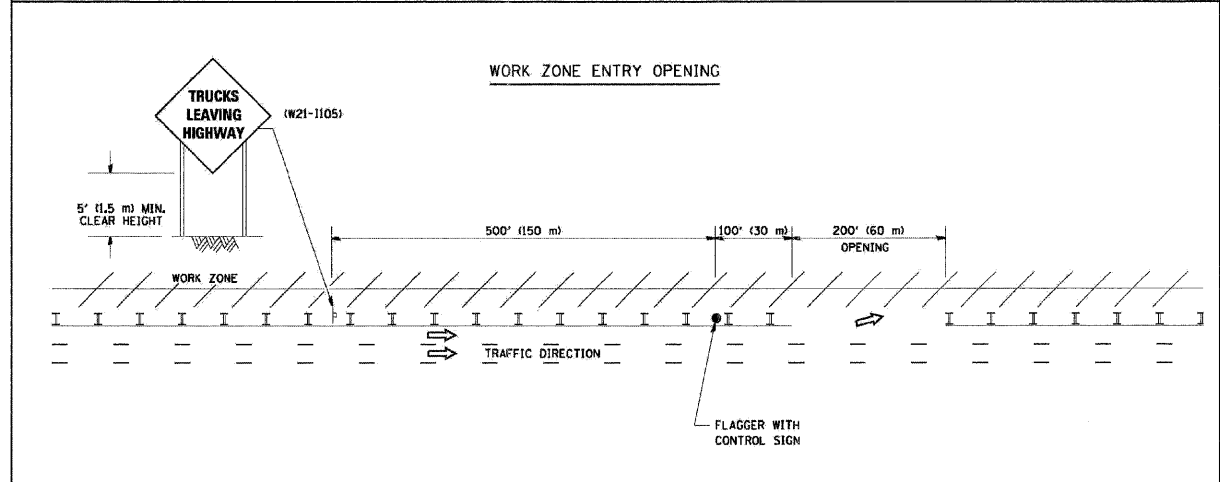 WORK ZONE ENTRY OPENING
TRUCKS
LEAVING
HIGHWAY
(W21-I105)
5' (1.5 m) MIN.
CLEAR HEIGHT
500' (150 m)
100' (30 m)
200' (60 m)
OPENING
WORK ZONE
TRAFFIC DIRECTION
FLAGGER WITH
CONTROL SIGN